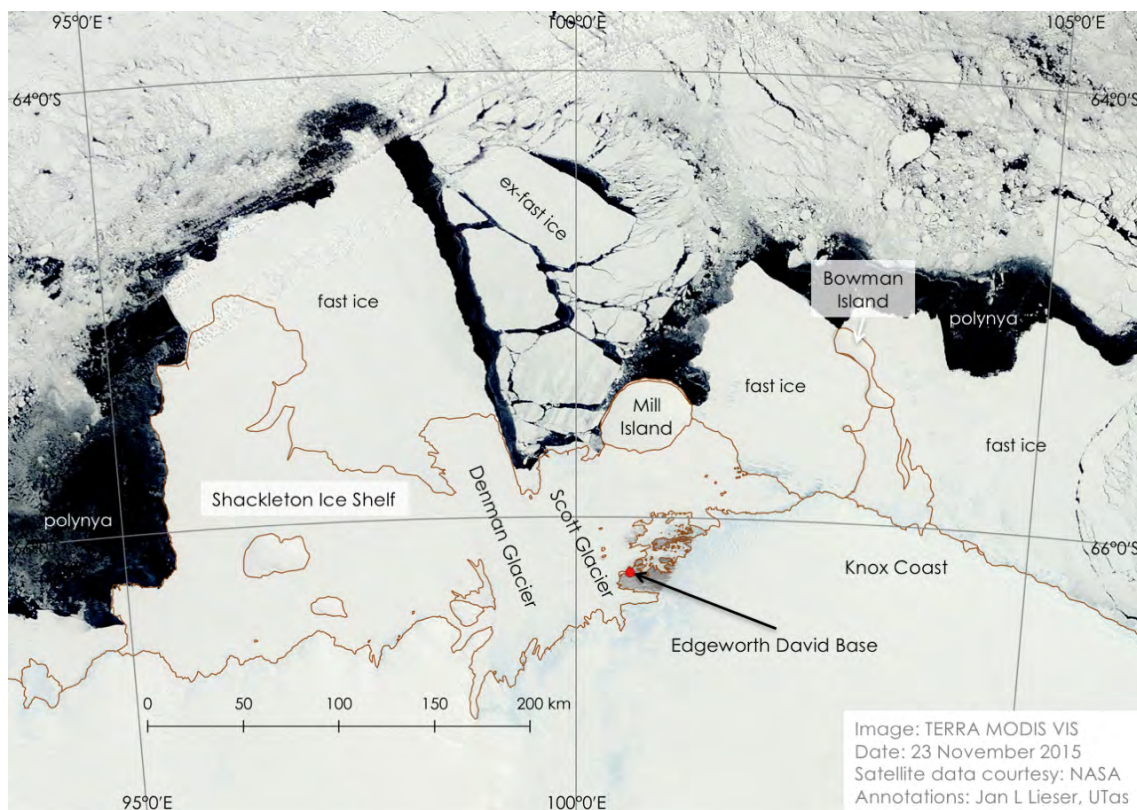 95°0'E
100°0'E
105°0'E
64°0'S
64°0'S
ex-fast ice
fast ice
Bowman
Island
polynya
Mill
Island
fast ice
fast ice
Shackleton Ice Shelf
Denman Glacier
Scott Glacier
polynya
66°0'S
66°0'S
Knox Coast
Edgeworth David Base
0 50 100 150 200 km
Image: TERRA MODIS VIS
Date: 23 November 2015
Satellite data courtesy: NASA
Annotations: Jan L Lieser, UTas
95°0'E
100°0'E